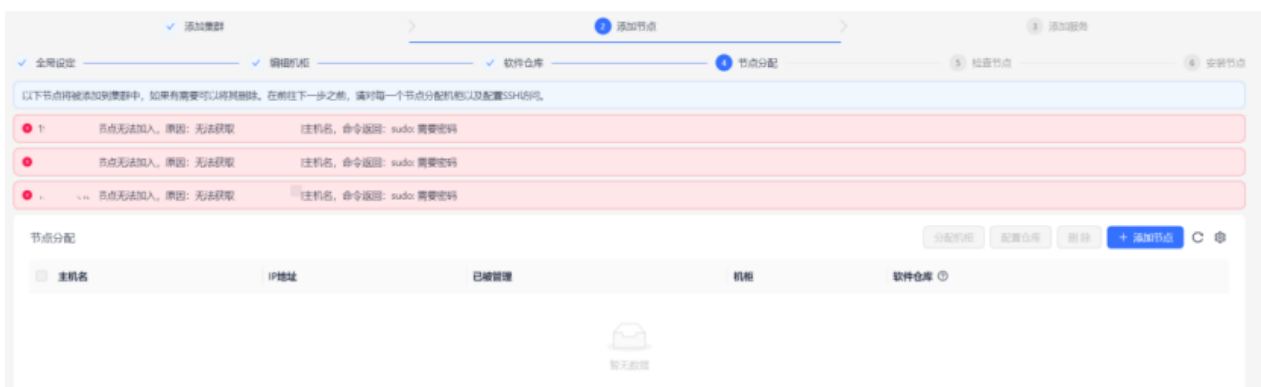 添加集群 2 添加节点 3 添加服务
全局设定 编辑机柜 软件仓库 4 节点分配 5 检查节点 6 安装节点
以下节点将被添加到集群中，如果有需要可以将其删除。在前往下一步之前，请对每一个节点分配机柜以及配置SSH访问。
1 节点无法加入，原因：无法获取 主机名，命令返回：sudo: 需要密码
节点无法加入，原因：无法获取 主机名，命令返回：sudo: 需要密码
节点无法加入，原因：无法获取 主机名，命令返回：sudo: 需要密码
节点分配 分配机柜 配置仓库 删除 + 添加节点
主机名 IP地址 已被管理 机柜 软件仓库
暂无数据